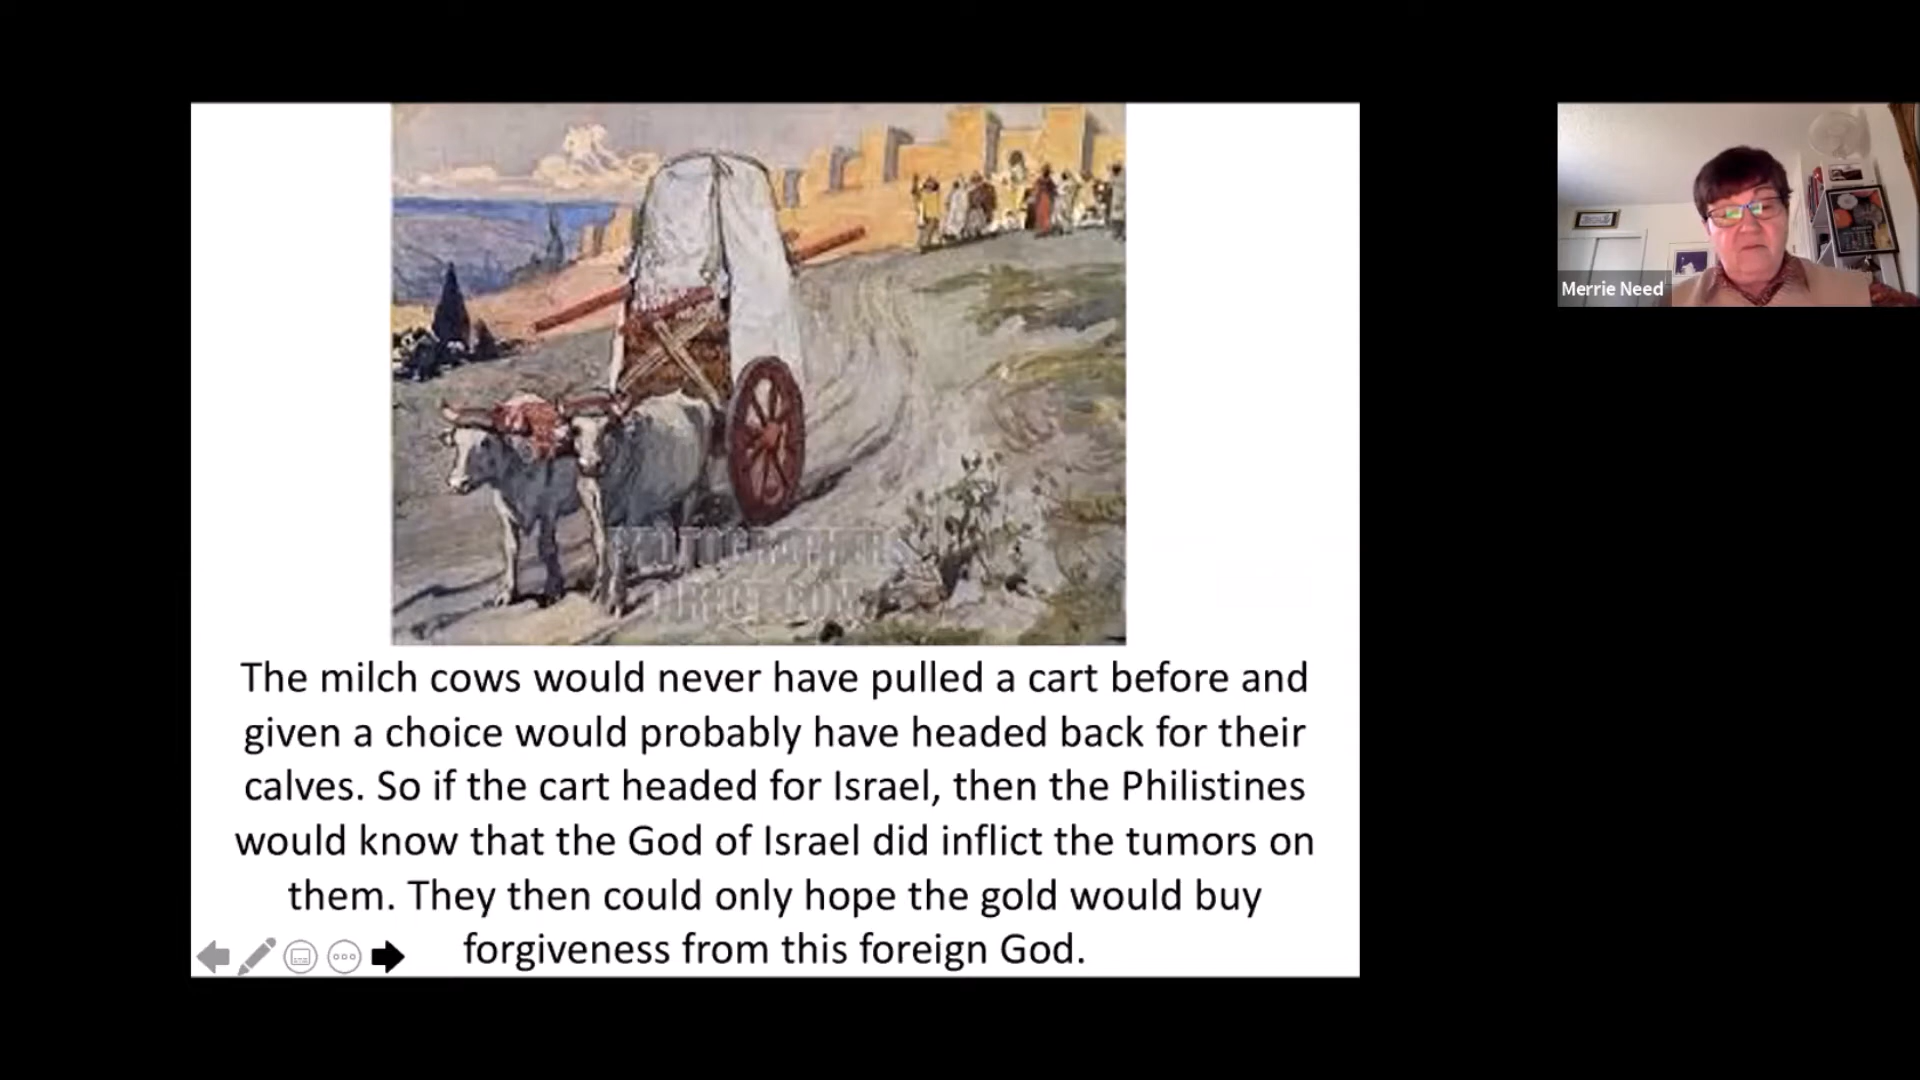 PHOTOGRAPHERS
DIRECT.COM
Merrie Need
The milch cows would never have pulled a cart before and
given a choice would probably have headed back for their
calves. So if the cart headed for Israel, then the Philistines
would know that the God of Israel did inflict the tumors on
them. They then could only hope the gold would buy
forgiveness from this foreign God.